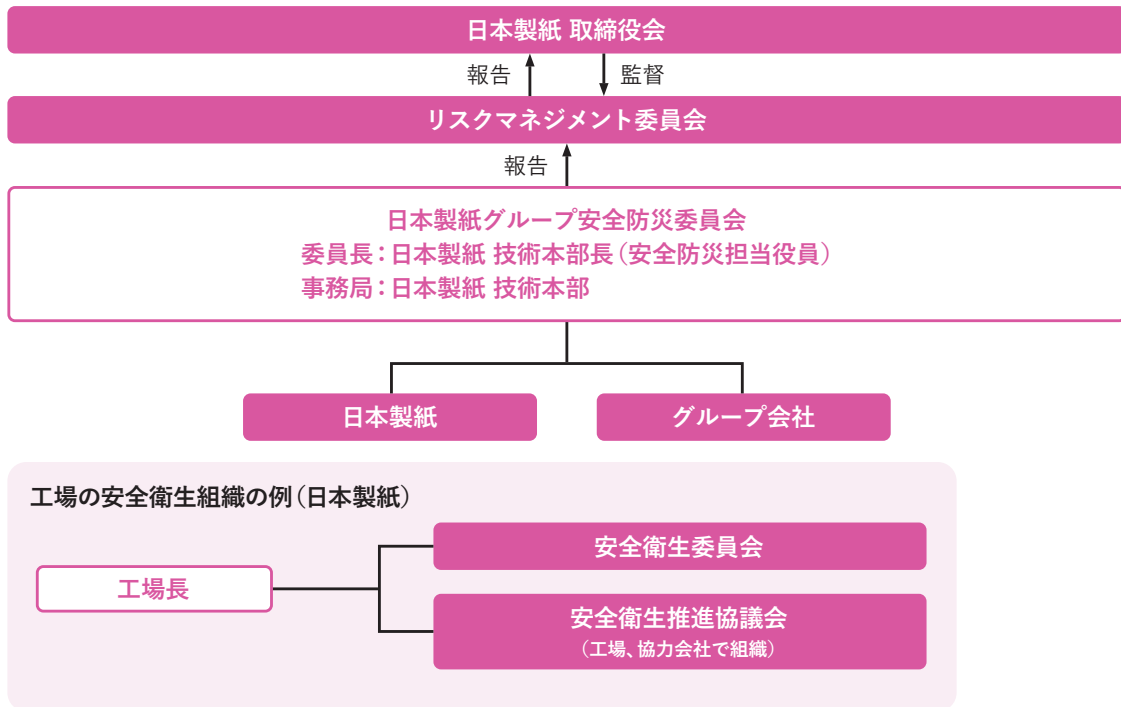 日本製紙 取締役会
報告
監督
リスクマネジメント委員会
報告
日本製紙グループ安全防災委員会
委員長：日本製紙 技術本部長（安全防災担当役員）
事務局：日本製紙 技術本部
日本製紙
グループ会社
工場の安全衛生組織の例（日本製紙）
安全衛生委員会
工場長
安全衛生推進協議会
（工場、協力会社で組織）